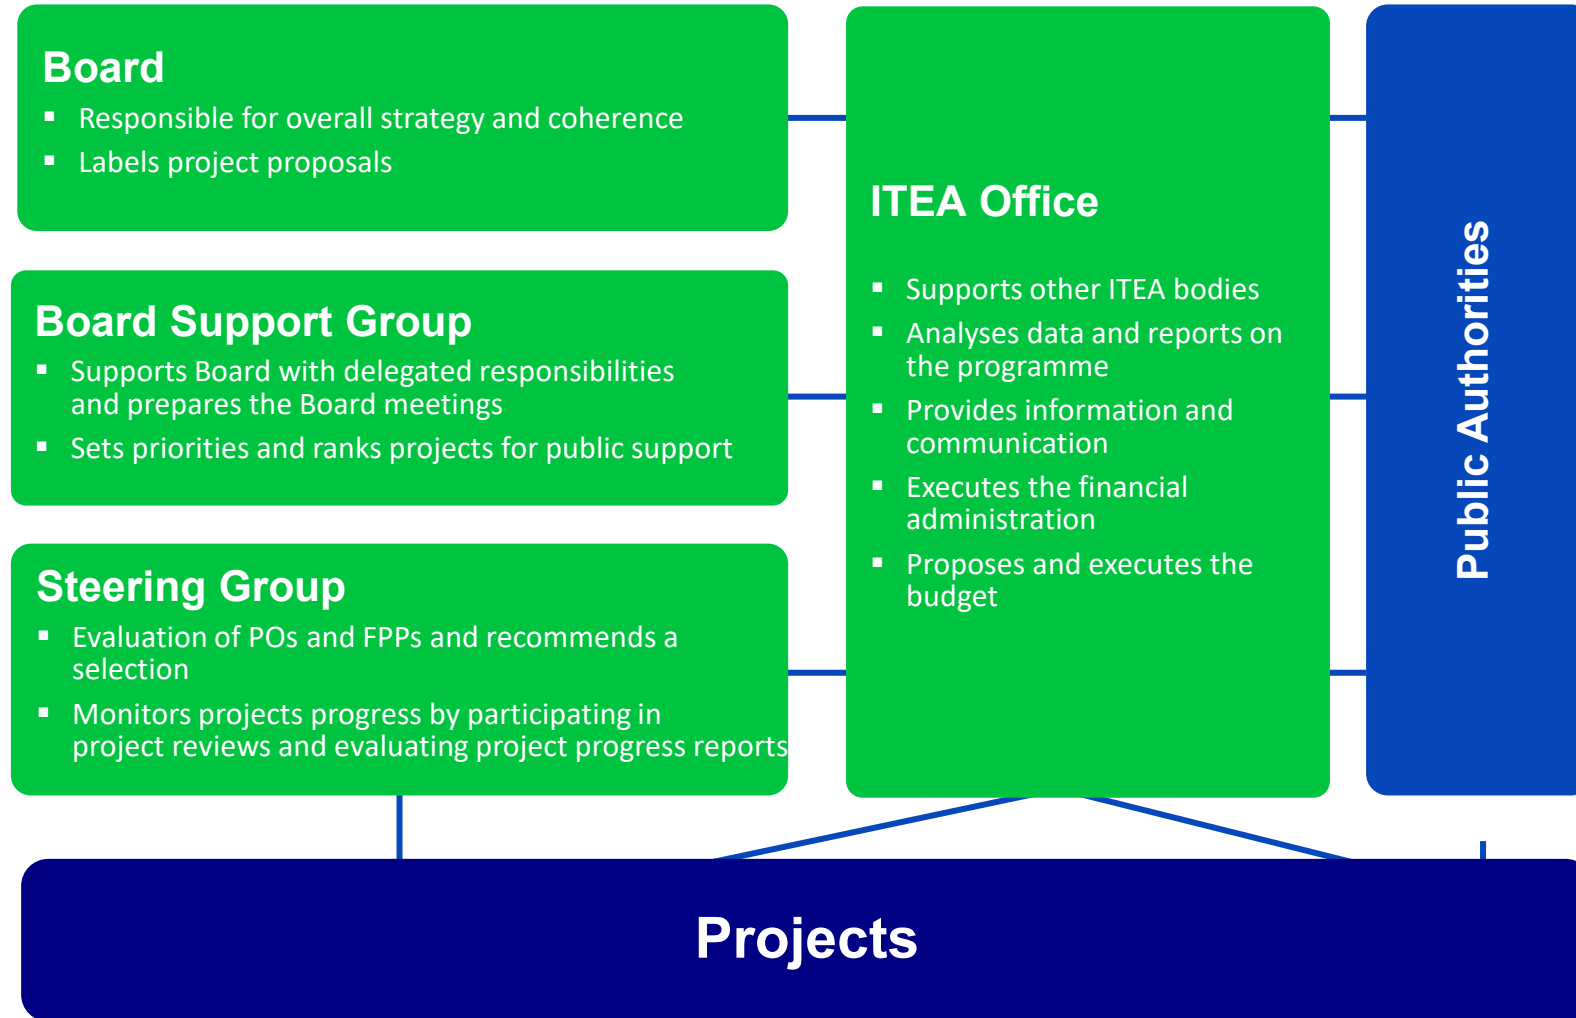 Board
▪ Responsible for overall strategy and coherence
▪ Labels project proposals
Board Support Group
▪ Supports Board with delegated responsibilities
and prepares the Board meetings
▪ Sets priorities and ranks projects for public support
Steering Group
▪ Evaluation of POs and FPPs and recommends a
selection
▪ Monitors projects progress by participating in
project reviews and evaluating project progress reports
ITEA Office
▪ Supports other ITEA bodies
▪ Analyses data and reports on
the programme
▪ Provides information and
communication
▪ Executes the financial
administration
▪ Proposes and executes the
budget
Public Authorities
Projects